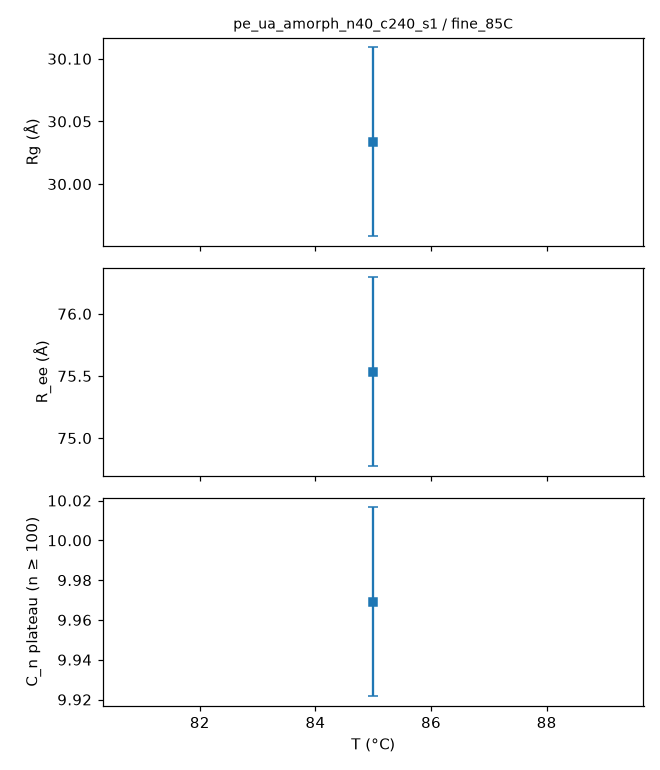 pe_ua_amorph_n40_c240_s1 / fine_85C
Rg (Å)
30.10
30.05
30.00
R_ee (Å)
76.0
75.5
75.0
C_n plateau (n ≥ 100)
10.02
10.00
9.98
9.96
9.94
9.92
82 84 86 88
T (°C)